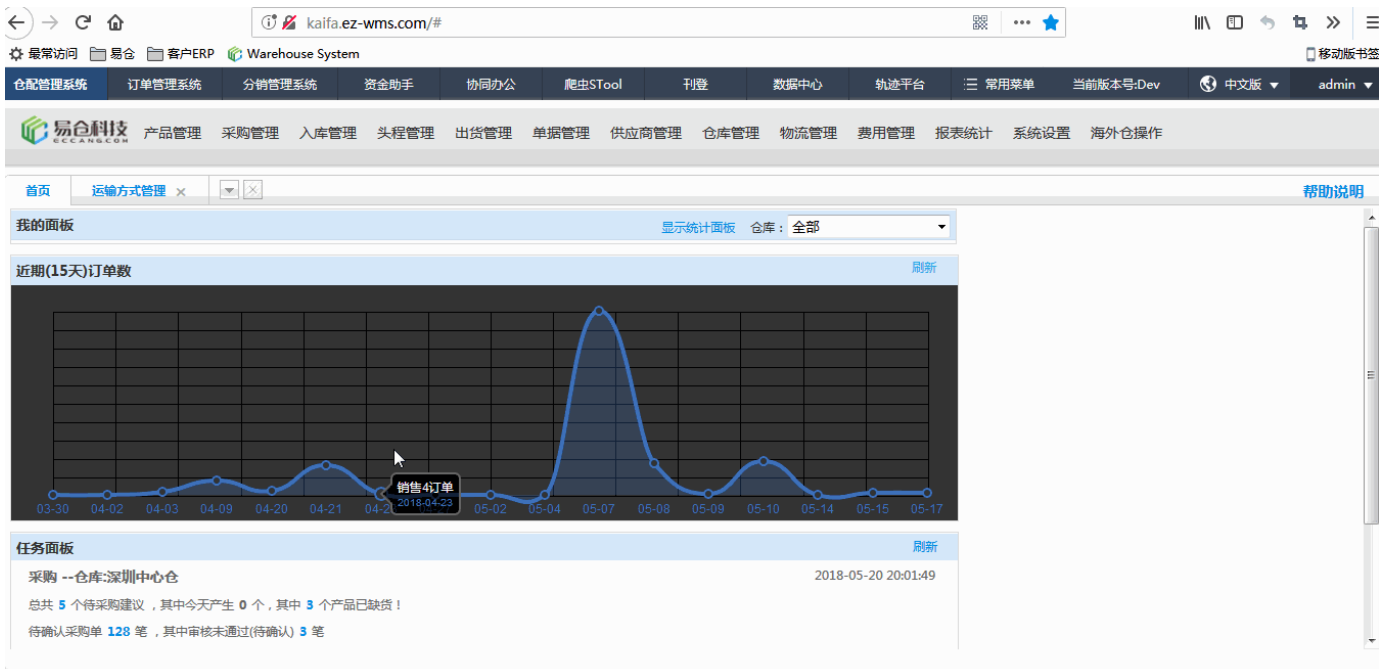 kaifa.ez-wms.com/#
最常访问 易仓 客户ERP Warehouse System 移动版书签
仓配管理系统 订单管理系统 分销管理系统 资金助手 协同办公 爬虫STool 刊登 数据中心 轨迹平台 常用菜单 当前版本号:Dev 中文版 admin
易仓科技 ECCANG.COM 产品管理 采购管理 入库管理 头程管理 出货管理 单据管理 供应商管理 仓库管理 物流管理 费用管理 报表统计 系统设置 海外仓操作
首页 运输方式管理 帮助说明
我的面板 显示统计面板 仓库: 全部
近期(15天)订单数 刷新
销售4订单
2018-04-23
03-30 04-02 04-03 04-09 04-20 04-21 05-02 05-04 05-07 05-08 05-09 05-10 05-14 05-15 05-17
任务面板 刷新
采购 --仓库:深圳中心仓 2018-05-20 20:01:49
总共 5 个待采购建议 ,其中今天产生 0 个,其中 3 个产品已缺货!
待确认采购单 128 笔 ,其中审核未通过(待确认) 3 笔